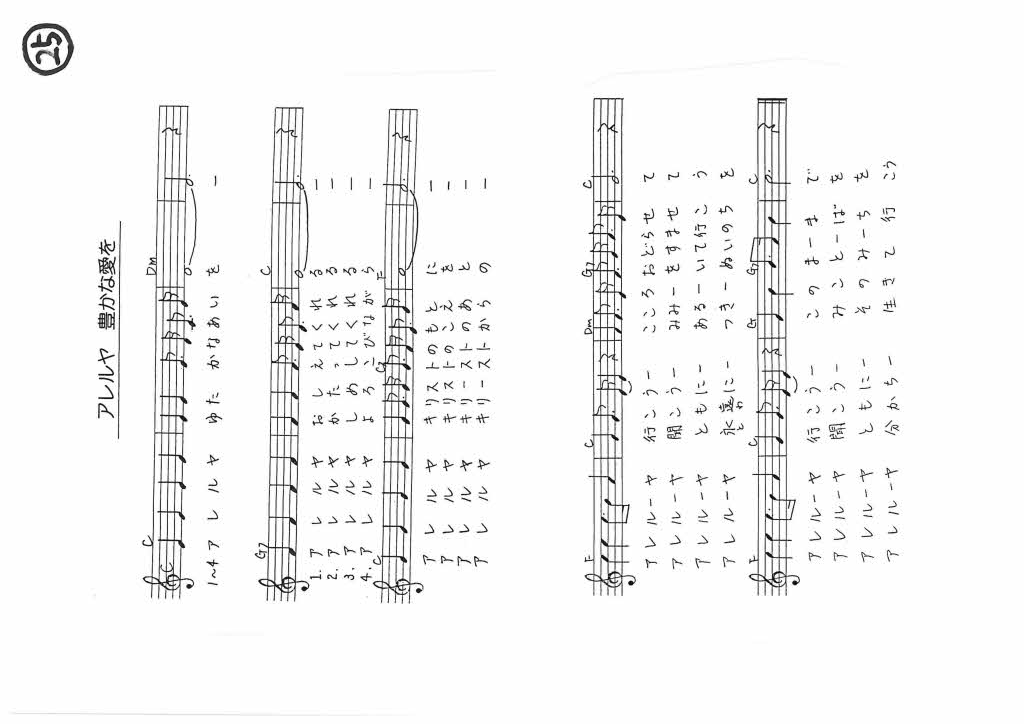 25
アレルヤ 豊かな愛を
C Dm
C
1~4 アレルヤ ゆた かなあいを ー
G7 C
1. アレルヤ おしえてくれる ー
2. アレルヤ かたってくれる ー
3. アレルヤ しめしてくれる ー
4. アレルヤ よろこびながら ー
C C7 F
アレルヤ キリストのもとに ー
アレルヤ キリストのこえを ー
アレルヤ キリーストのあと ー
アレルヤ キリーストからの ー
F C Dm G7 C
アレルーヤ 行こうー こころおどらせて
アレルーヤ 聞こうー みみーをすませて
アレルーヤ ともにー あるーいて行こう
アレルーヤ 永遠にー つきーぬいのちを
とわ
F C G G7 C
アレルーヤ 行こうー このまーまで
アレルーヤ 聞こうー みことーばを
アレルーヤ ともにー そのみーちを
アレルーヤ 分かちー 生きて行こう